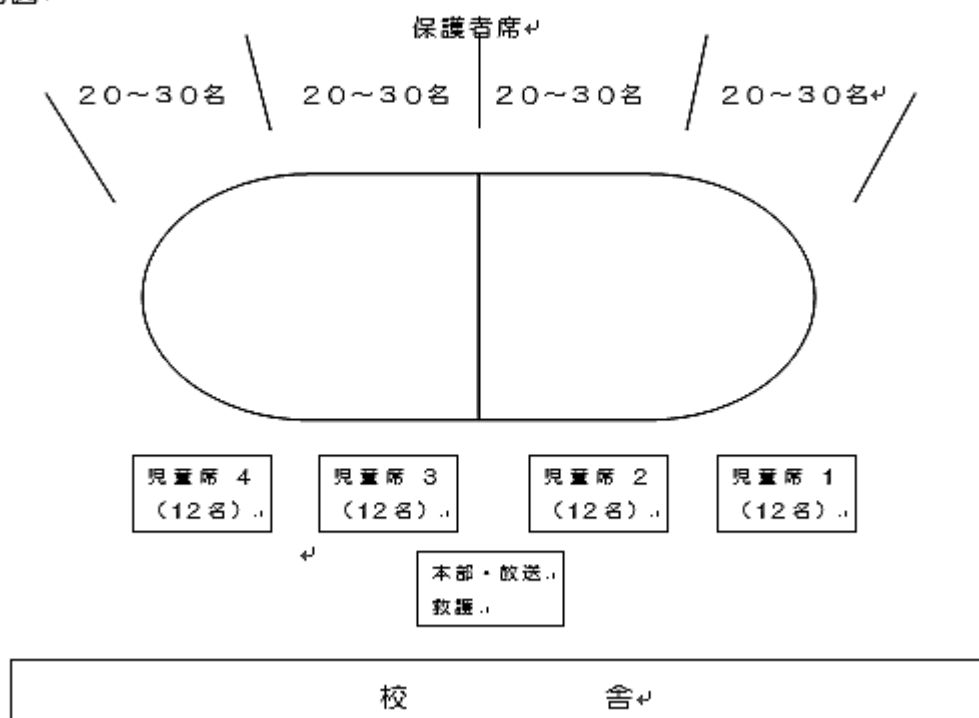 保護者席
20～30名 20～30名 20～30名 20～30名
児童席 4 児童席 3 児童席 2 児童席 1
（12名） （12名） （12名） （12名）
本部・放送
救護
校 舎